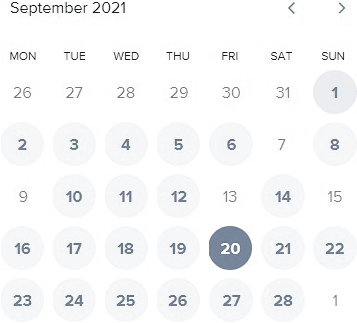 September 2021
MON TUE WED THU FRI SAT SUN
26 27 28 29 30 31 1
2 3 4 5 6 7 8
9 10 11 12 13 14 15
16 17 18 19 20 21 22
23 24 25 26 27 28 1